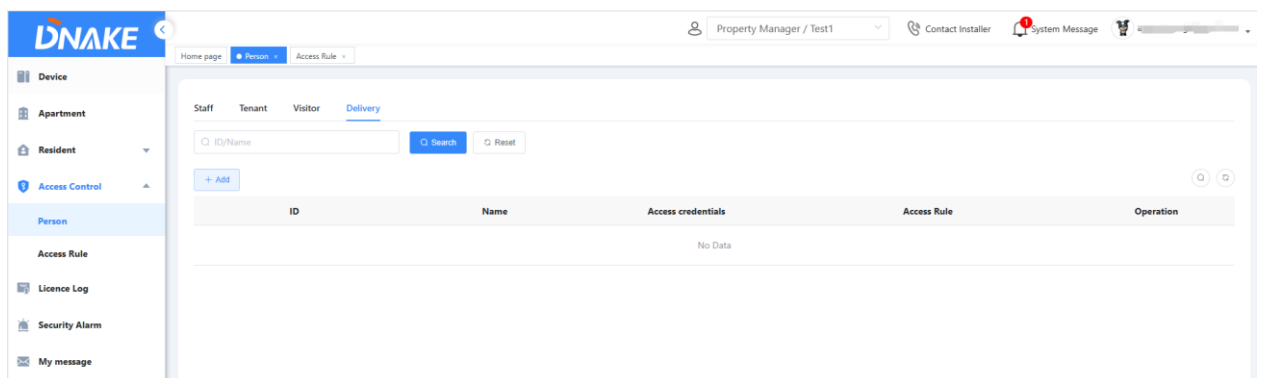 DNAKE
Property Manager / Test1
Contact Installer
1
System Message
Home page
Person ×
Access Rule ×
Device
Apartment
Resident
Access Control
Person
Access Rule
Licence Log
Security Alarm
My message
Staff Tenant Visitor Delivery
ID/Name
Search
Reset
+ Add
ID Name Access credentials Access Rule Operation
No Data